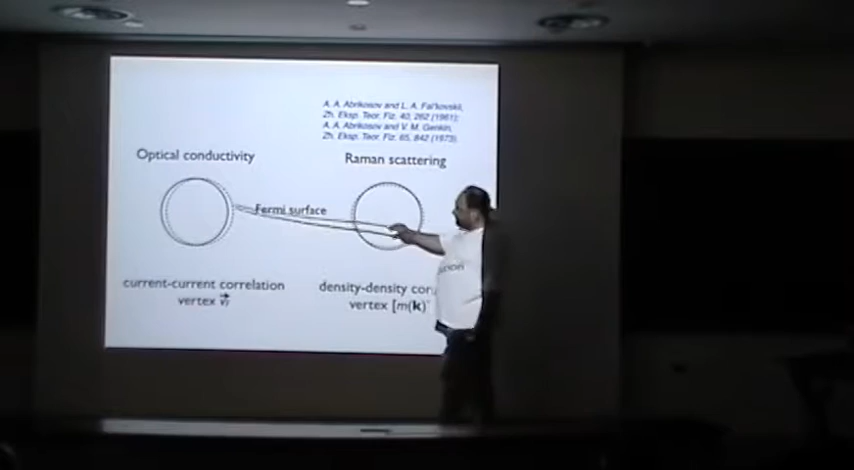 A. A. Abrikosov and L. A. Fal'kovskii,
Zh. Eksp. Teor. Fiz. 40, 262 (1961);
A. A. Abrikosov and V. M. Genkin,
Zh. Eksp. Teor. Fiz. 65, 842 (1973)
Optical conductivity
Raman scattering
Fermi surface
current-current correlation
vertex
density-density
vertex [m(k)